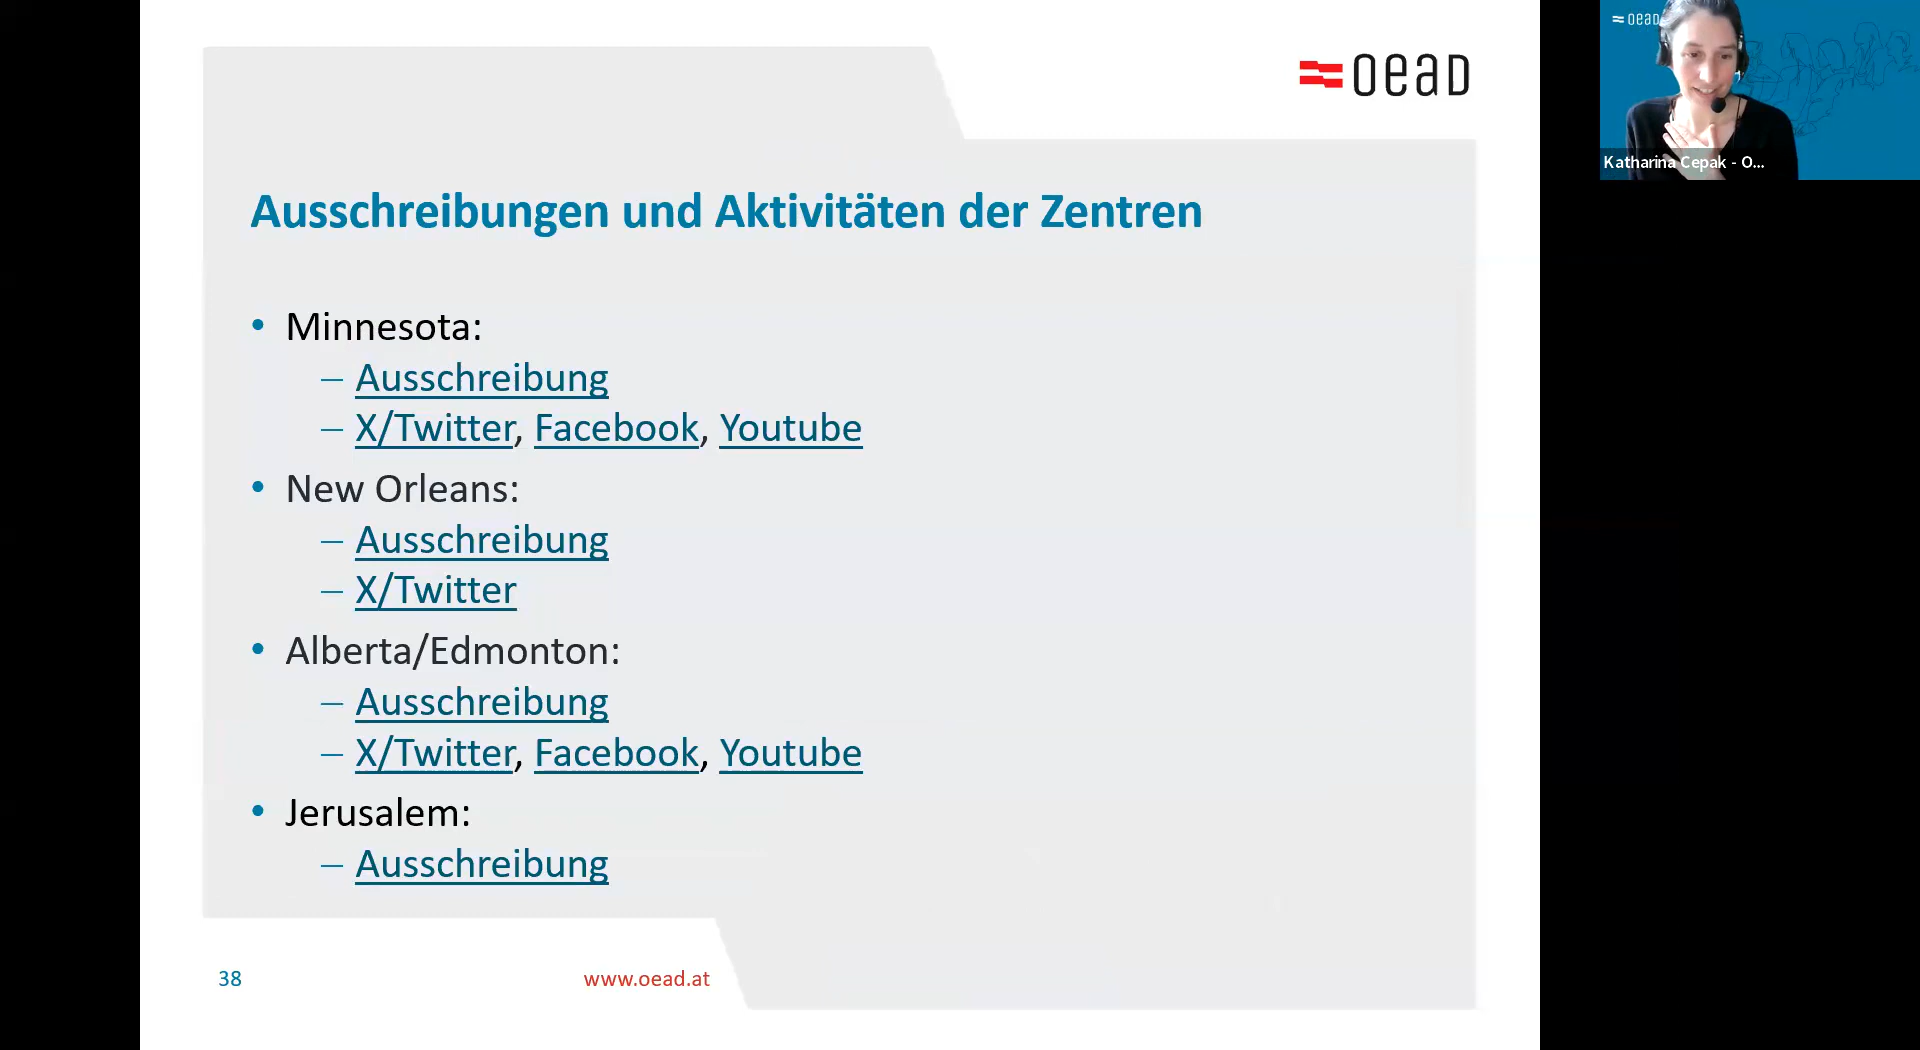 oead
Ausschreibungen und Aktivitäten der Zentren
• Minnesota:
– Ausschreibung
– X/Twitter, Facebook, Youtube
• New Orleans:
– Ausschreibung
– X/Twitter
• Alberta/Edmonton:
– Ausschreibung
– X/Twitter, Facebook, Youtube
• Jerusalem:
– Ausschreibung
38
www.oead.at
oead
Katharina Cepak - O...